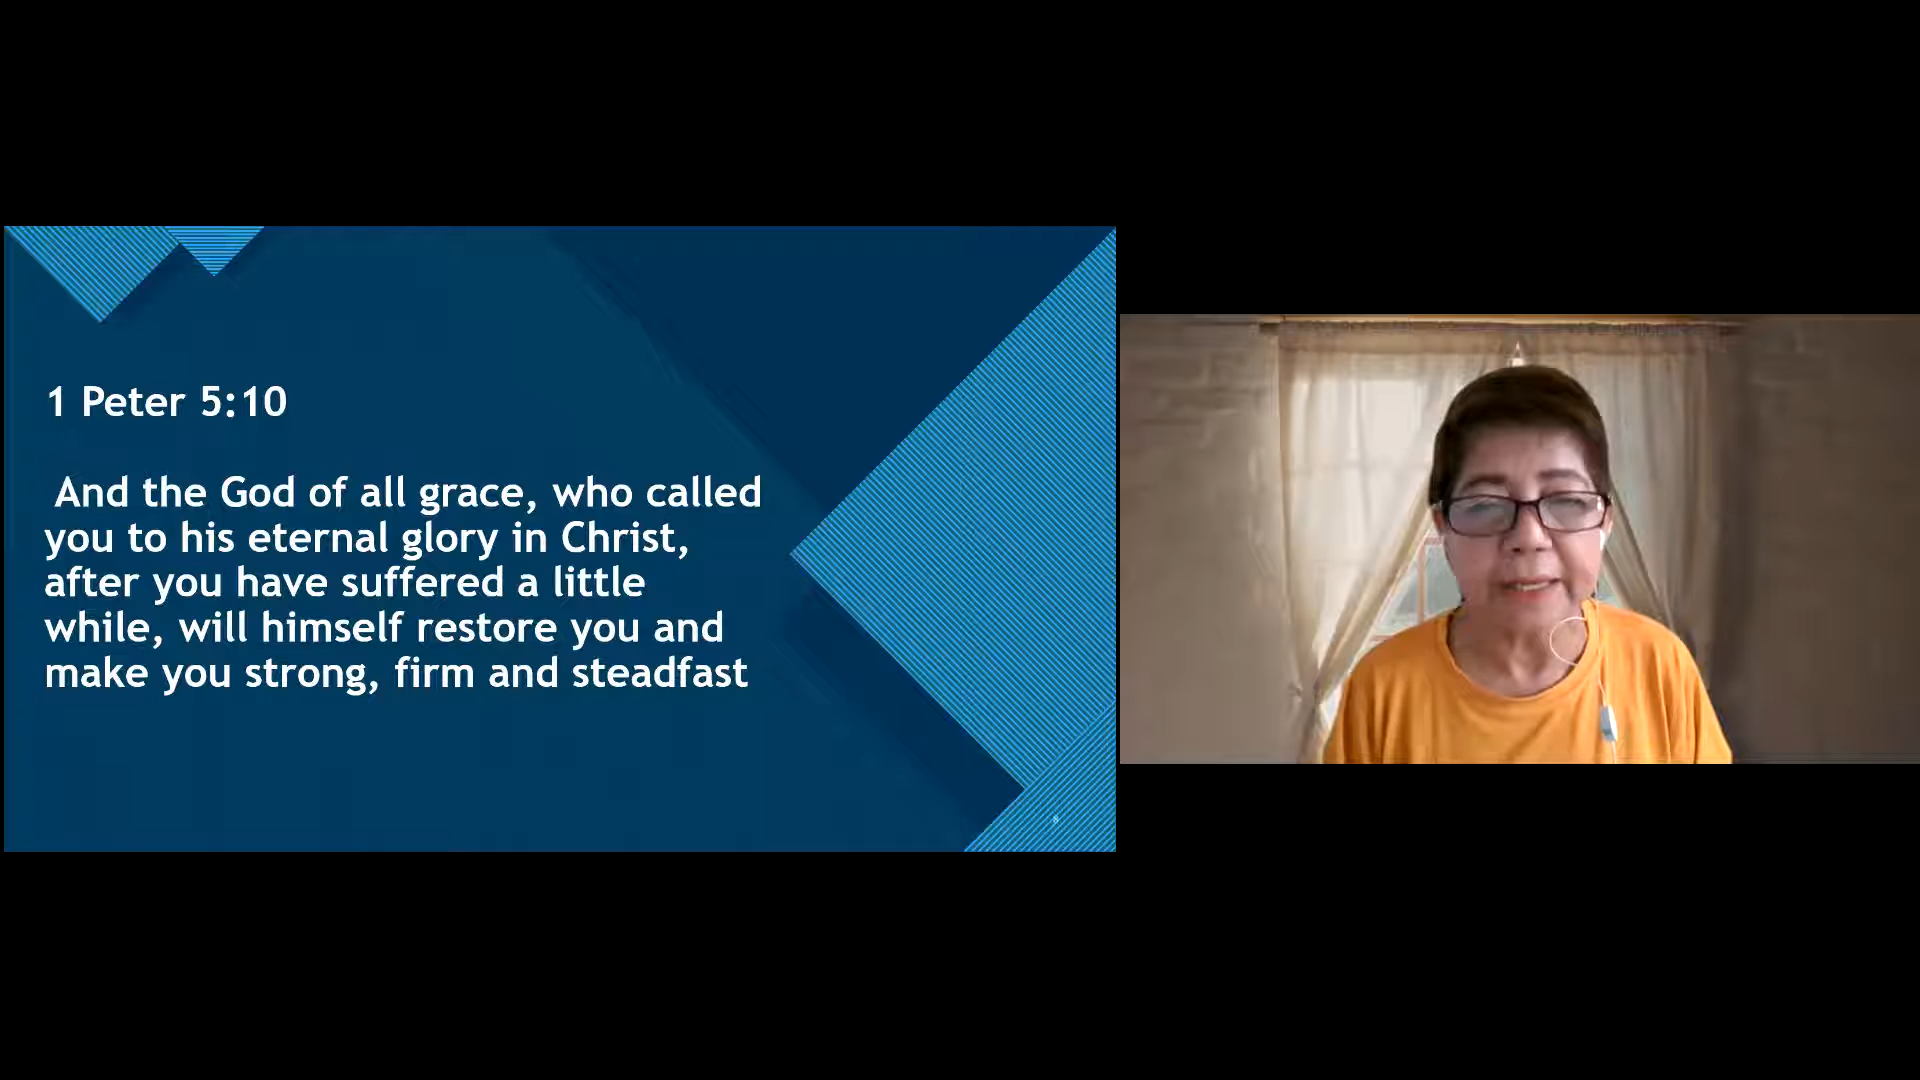 1 Peter 5:10
And the God of all grace, who called
you to his eternal glory in Christ,
after you have suffered a little
while, will himself restore you and
make you strong, firm and steadfast
8